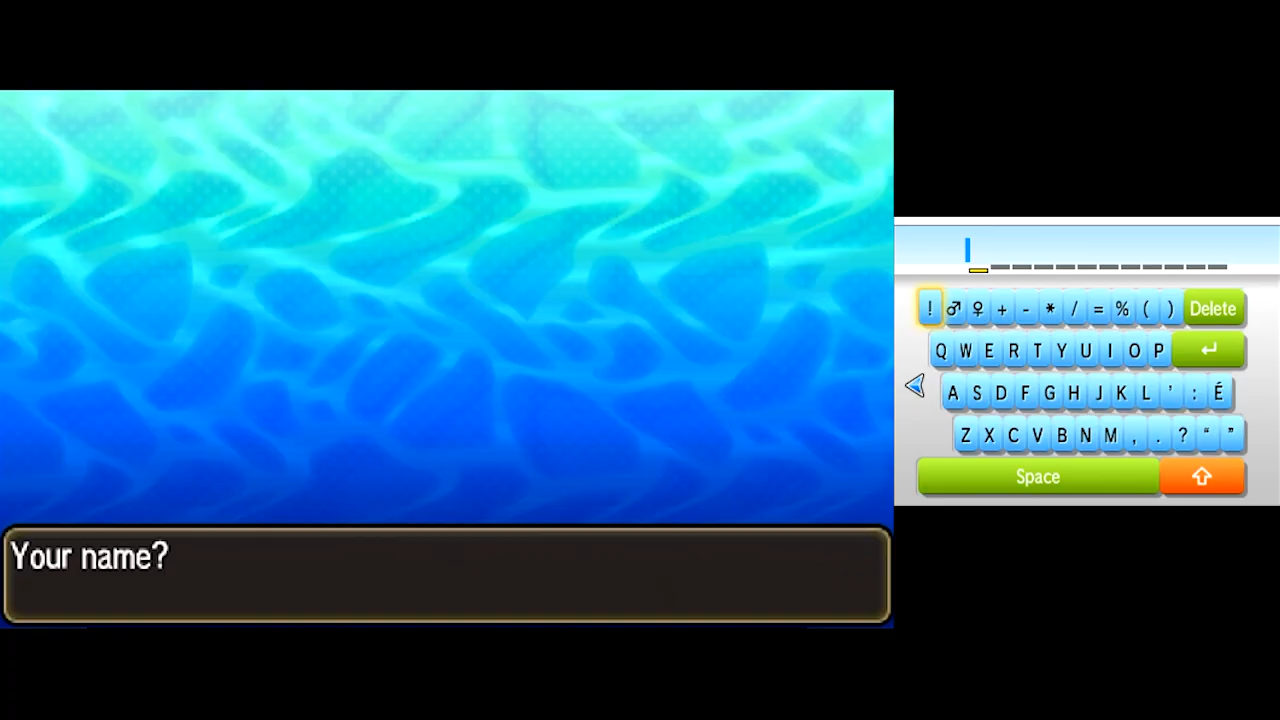 Your name?
! ♂ ♀ + - * / = % ( ) Delete
Q W E R T Y U I O P
A S D F G H J K L ’ : É
Z X C V B N M , . ? “ ”
Space